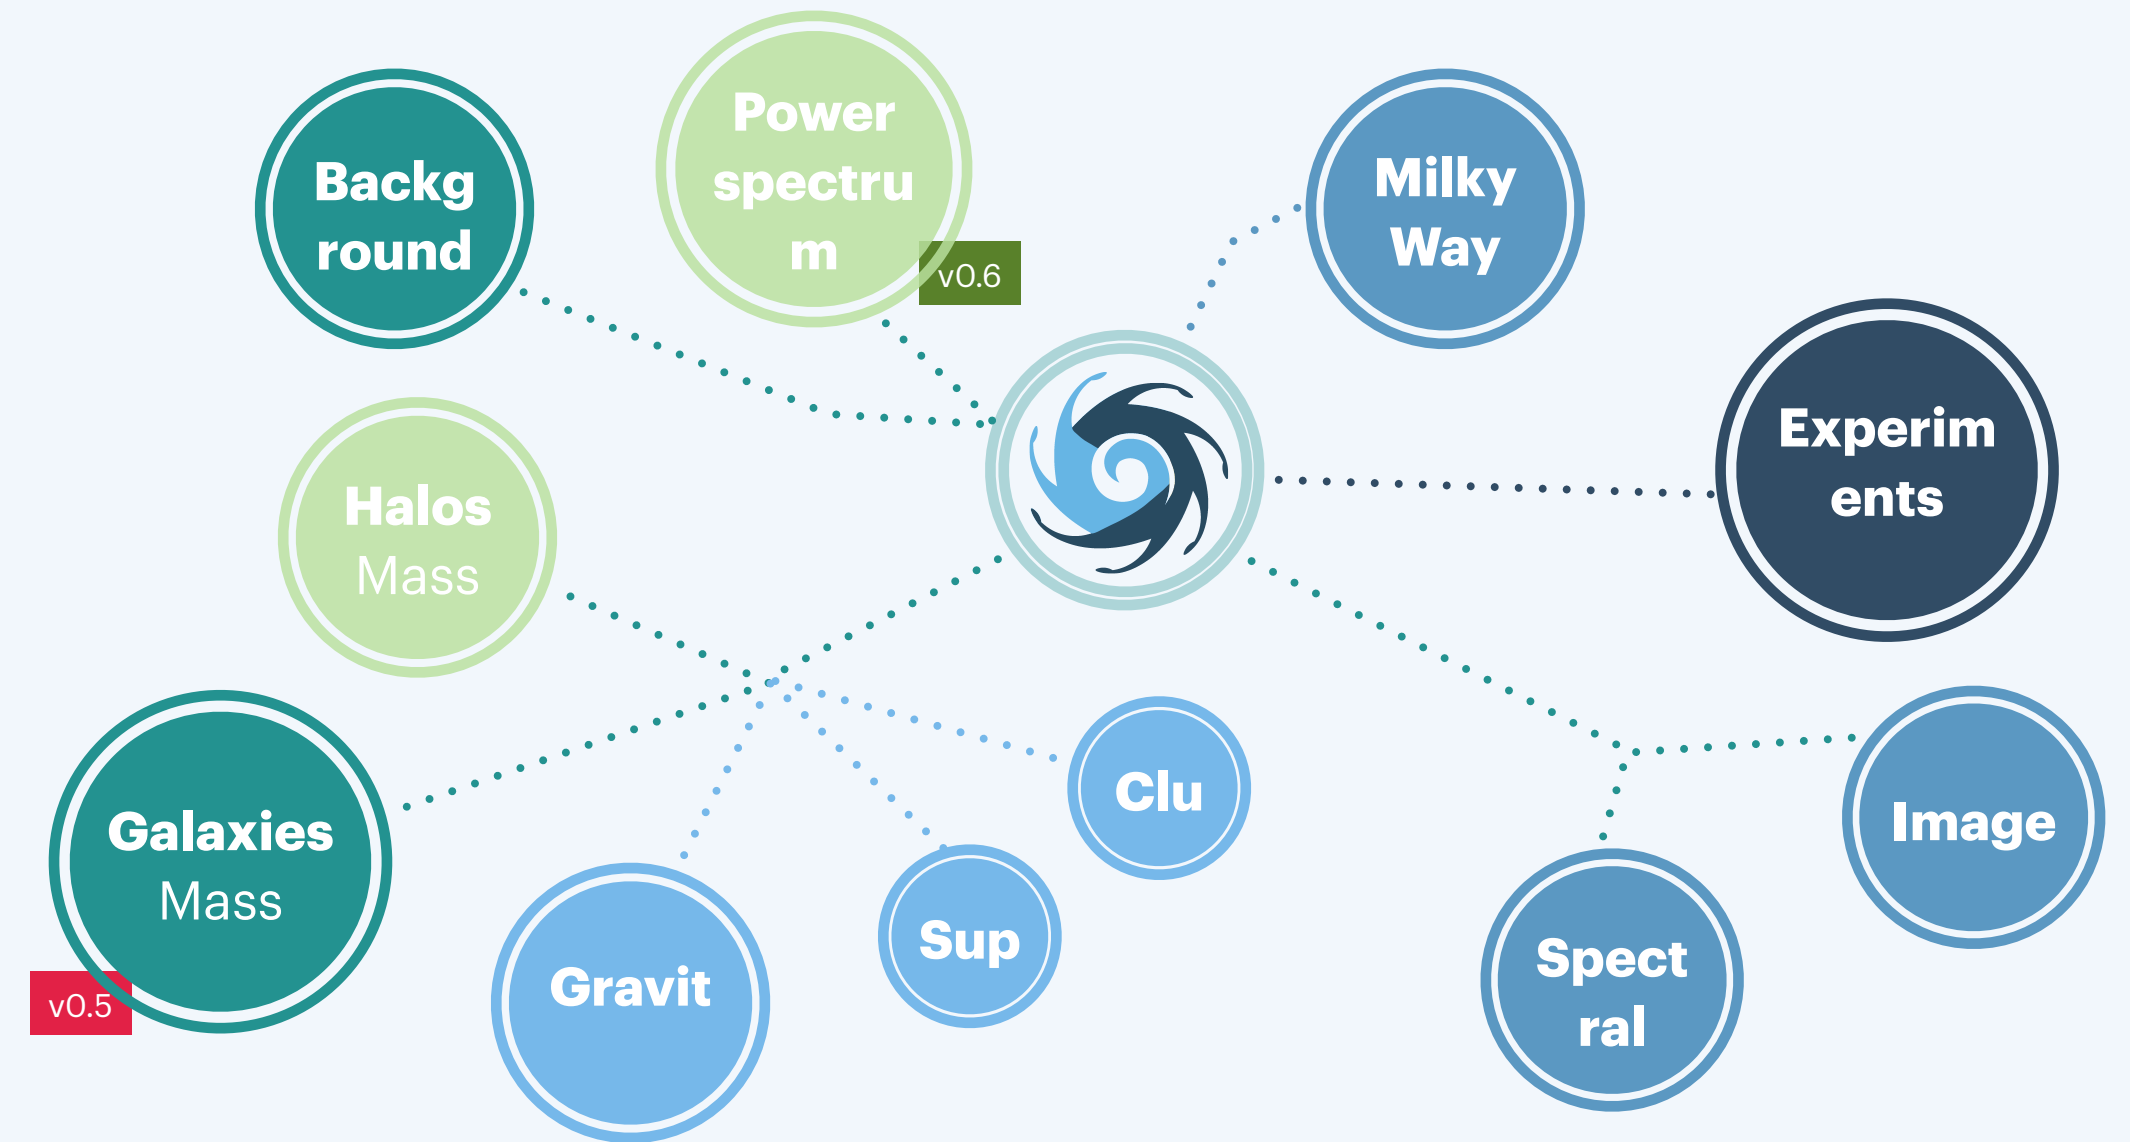 Backg
round
Power
spectru
m
v0.6
Milky
Way
Experim
ents
Halos
Mass
Galaxies
Mass
v0.5
Gravit
Sup
Clu
Spect
ral
Image